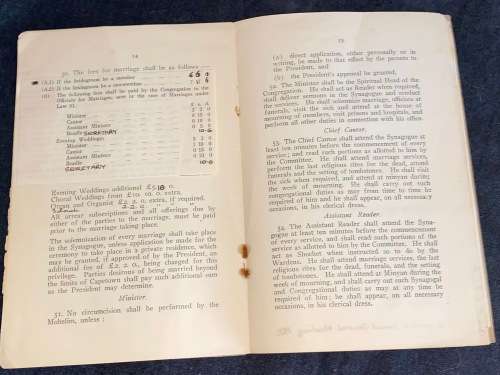 14
50. The fees for marriage shall be as follows
(A.1) If the bridegroom be a member
(A.2) If the bridegroom be a non-member
(B) The following fees shall be paid by the Congregation to the
Officials for Marriages, save in the case of Marriages under
Law 51.
£ s. d.
Minister
Cantor
Assistant Minister
Beadle SECRETARY 10-6
Evening Weddings:
Minister
Cantor
Assistant Minister
Beadle 10-6
SECRETARY
Evening Weddings additional £5 10 0.
Choral Weddings from £10. 0. 0. extra.
Organ and Organist £2. 2. 0. extra, if required.
All arrear subscriptions and all offerings due by
either of the parties to the marriage, must be paid
prior to the marriage taking place.
The solemnization of every marriage shall take place
in the Synagogue, unless application be made for the
ceremony to take place in a private residence, which
may be granted, if approved of by the President, an
additional fee of £2. 2. 0., being charged for this
privilege. Parties desirous of being married beyond
the limits of Capetown shall pay such additional sum
as the President may determine.
Minister.
51. No circumcision shall be performed by the
Mohelim, unless :
15
(a) direct application, either personally or in
writing, be made to that effect by the parents to
the President, and
(b) the President's approval be granted.
52. The Minister shall be the Spiritual Head of the
Congregation. He shall act as Reader when required,
shall deliver sermons in the Synagogue and conduct
the services. He shall solemnize marriages, officiate at
funerals, visit the sick and attend at the house of
mourning of members, visit prisons and hospitals, and
perform all other duties in connection with his office.
Chief Cantor.
53. The Chief Cantor shall attend the Synagogue at
least ten minutes before the commencement of every
service; and read such portions as allotted to him by
the Committee. He shall attend marriage services,
perform the last religious rites for the dead, attend
funerals and the setting of tombstones. He shall visit
the sick when required, and attend at minyan during
the week of mourning. He shall carry out such
congregational duties as may from time to time be
required of him and he shall appear, on all necessary
occasions, in his clerical dress.
Assistant Reader.
54. The Assistant Reader shall attend the Syna-
gogue at least ten minutes before the commencement
of every service, and shall read such portions of the
service as allotted to him by the Committee. He shall
act as Shoafer when instructed so to do by the
Wardens. He shall attend marriage services, the last
religious rites for the dead, funerals, and the setting
of tombstones. He shall attend at Minyan during the
week of mourning; and shall carry out such Synagogal
and Congregational duties as may at any time be
required of him; he shall appear, on all necessary
occasions, in his clerical dress.